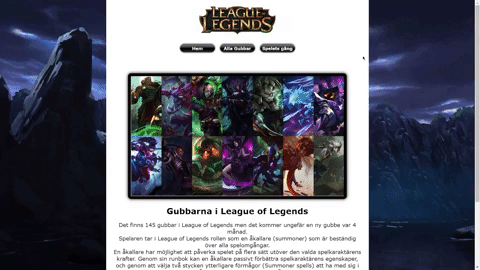 LEAGUE of LEGENDS
Hem
Alla Gubbar
Spelets gång
Gubbarna i League of Legends
Det finns 145 gubbar i League of Legends men det kommer ungefär en ny gubbe var 4
månad.
Spelaren tar i League of Legends rollen som en åkallare (summoner) som är beständig
över alla spelomgångar.
En åkallare har möjlighet att påverka spelet på flera sätt utöver den valda spelkaraktärens
krafter. Genom sin runbok kan en åkallare passivt förbättra spelkaraktärens egenskaper,
och genom att välja två stycken ytterligare förmågor (Summoner spells) att ha med sig i